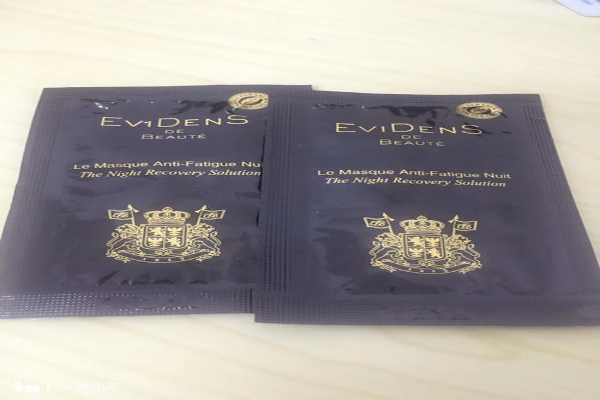 EVIDENS
DE
BEAUTÉ
Le Masque Anti-Fatigue Nui
The Night Recovery Solution
EVIDENS
DE
BEAUTÉ
Le Masque Anti-Fatigue Nuit
The Night Recovery Solution